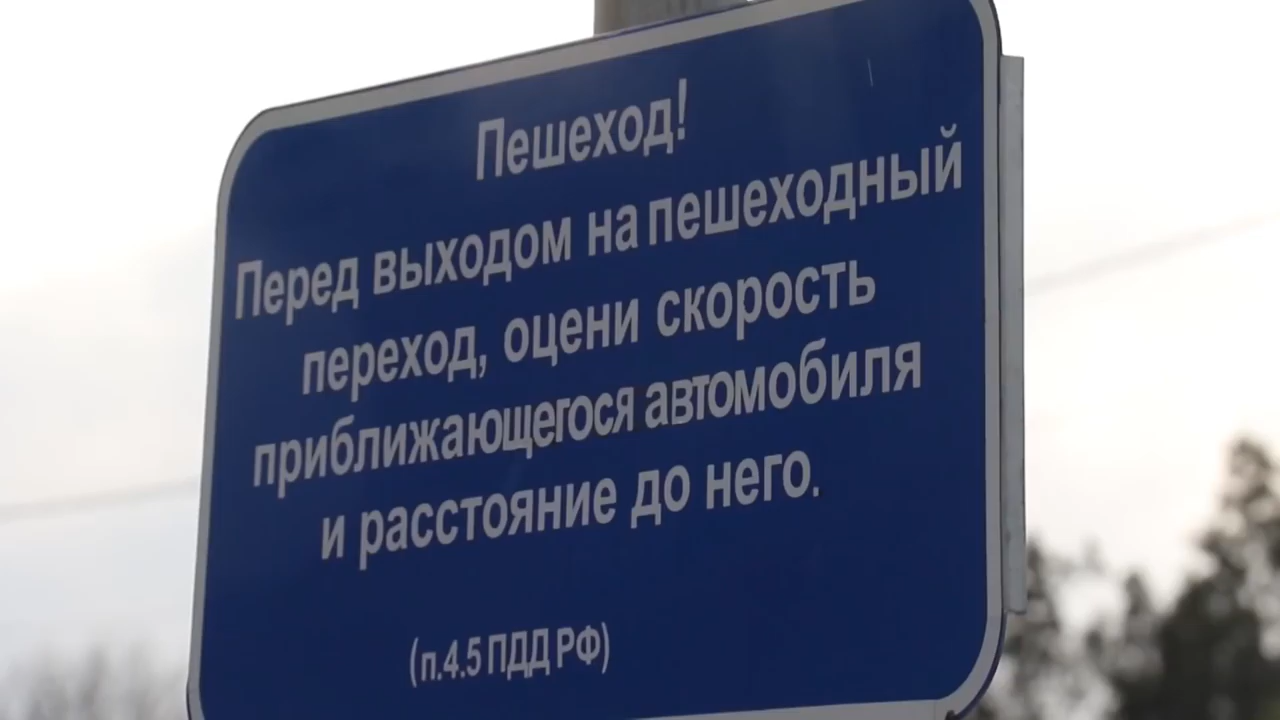 Пешеход!
Перед выходом на пешеходный
переход, оцени скорость
приближающегося автомобиля
и расстояние до него.
(п.4.5 ПДД РФ)